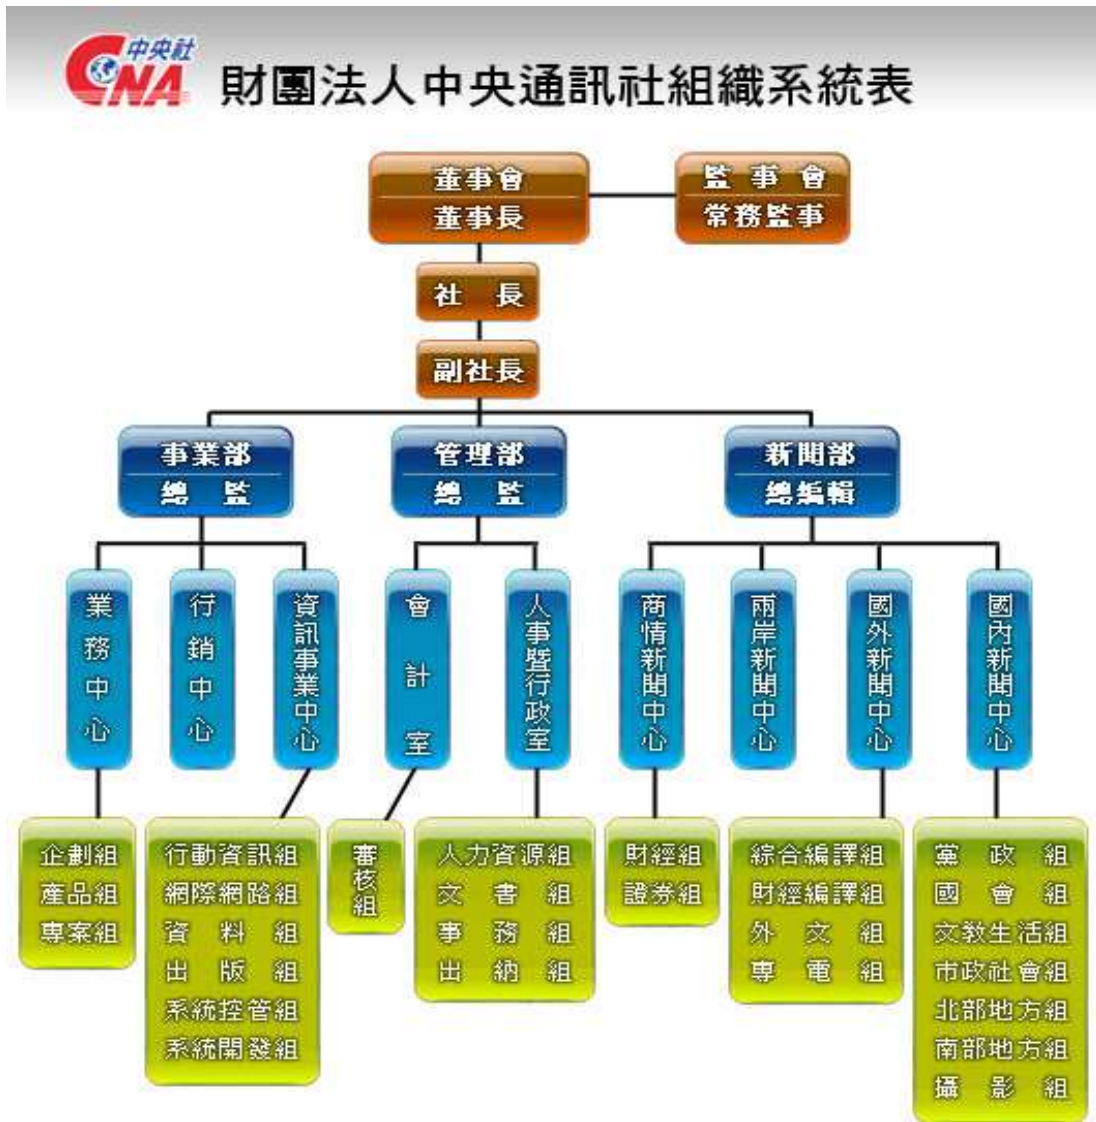 中央社
CNA
財團法人中央通訊社組織系統表
董事會
董事長
監事會
常務監事
社長
副社長
事業部
總監
管理部
總監
新聞部
總編輯
業務中心
行銷中心
資訊事業中心
會計室
人事暨行政室
商情新聞中心
兩岸新聞中心
國外新聞中心
國內新聞中心
企劃組
產品組
專案組
行動資訊組
網際網路組
資料組
出版組
系統控管組
系統開發組
審核組
人力資源組
文書組
事務組
出納組
財經組
證券組
綜合編譯組
財經編譯組
外文組
專電組
黨政組
國會組
文教生活組
市政社會組
北部地方組
南部地方組
攝影組